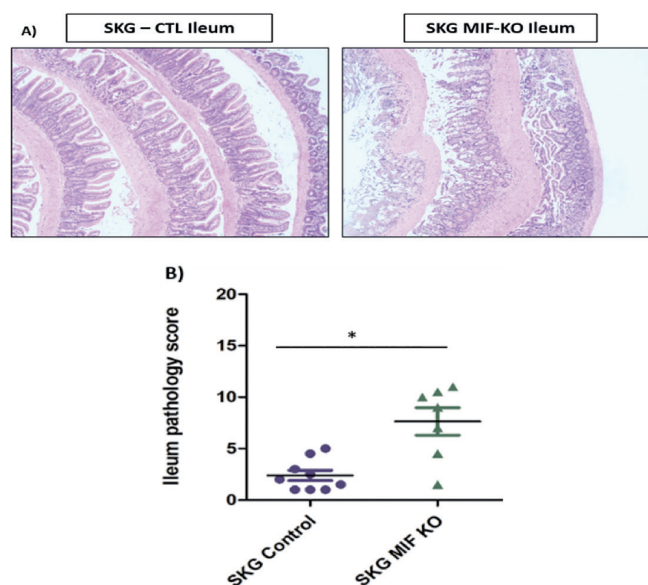 A)
SKG – CTL Ileum
SKG MIF-KO Ileum
B)
Ileum pathology score
20
15
10
5
0
*
SKG Control
SKG MIF KO